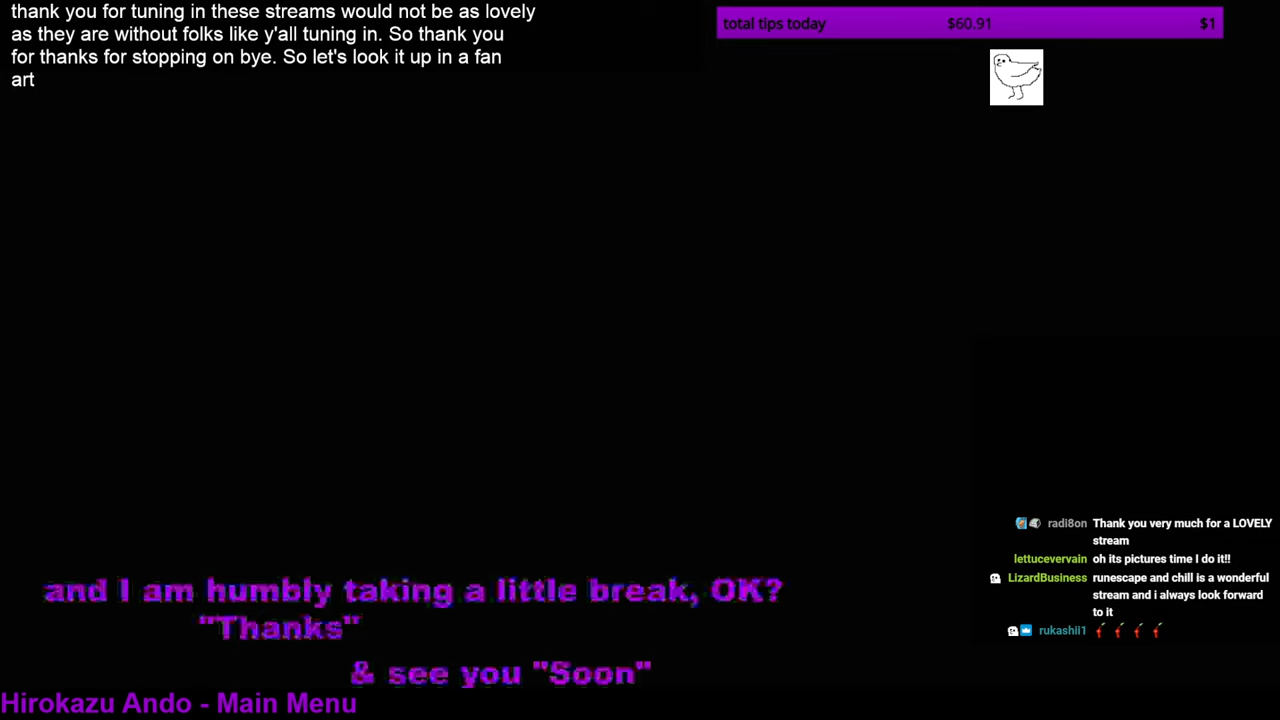 thank you for tuning in these streams would not be as lovely
as they are without folks like y'all tuning in. So thank you
for thanks for stopping on bye. So let's look it up in a fan
art
total tips today $60.91 $1
radi8on Thank you very much for a LOVELY
stream
lettucevervain oh its pictures time I do it!!
LizardBusiness runescape and chill is a wonderful
stream and i always look forward
to it
rukashii1
and I am humbly taking a little break, OK?
"Thanks"
& see you "Soon"
Hirokazu Ando - Main Menu